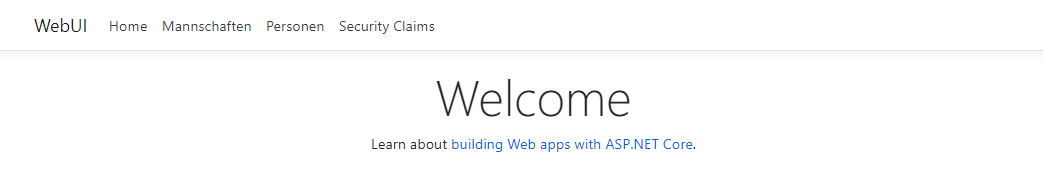 WebUI Home Mannschaften Personen Security Claims
Welcome
Learn about building Web apps with ASP.NET Core.